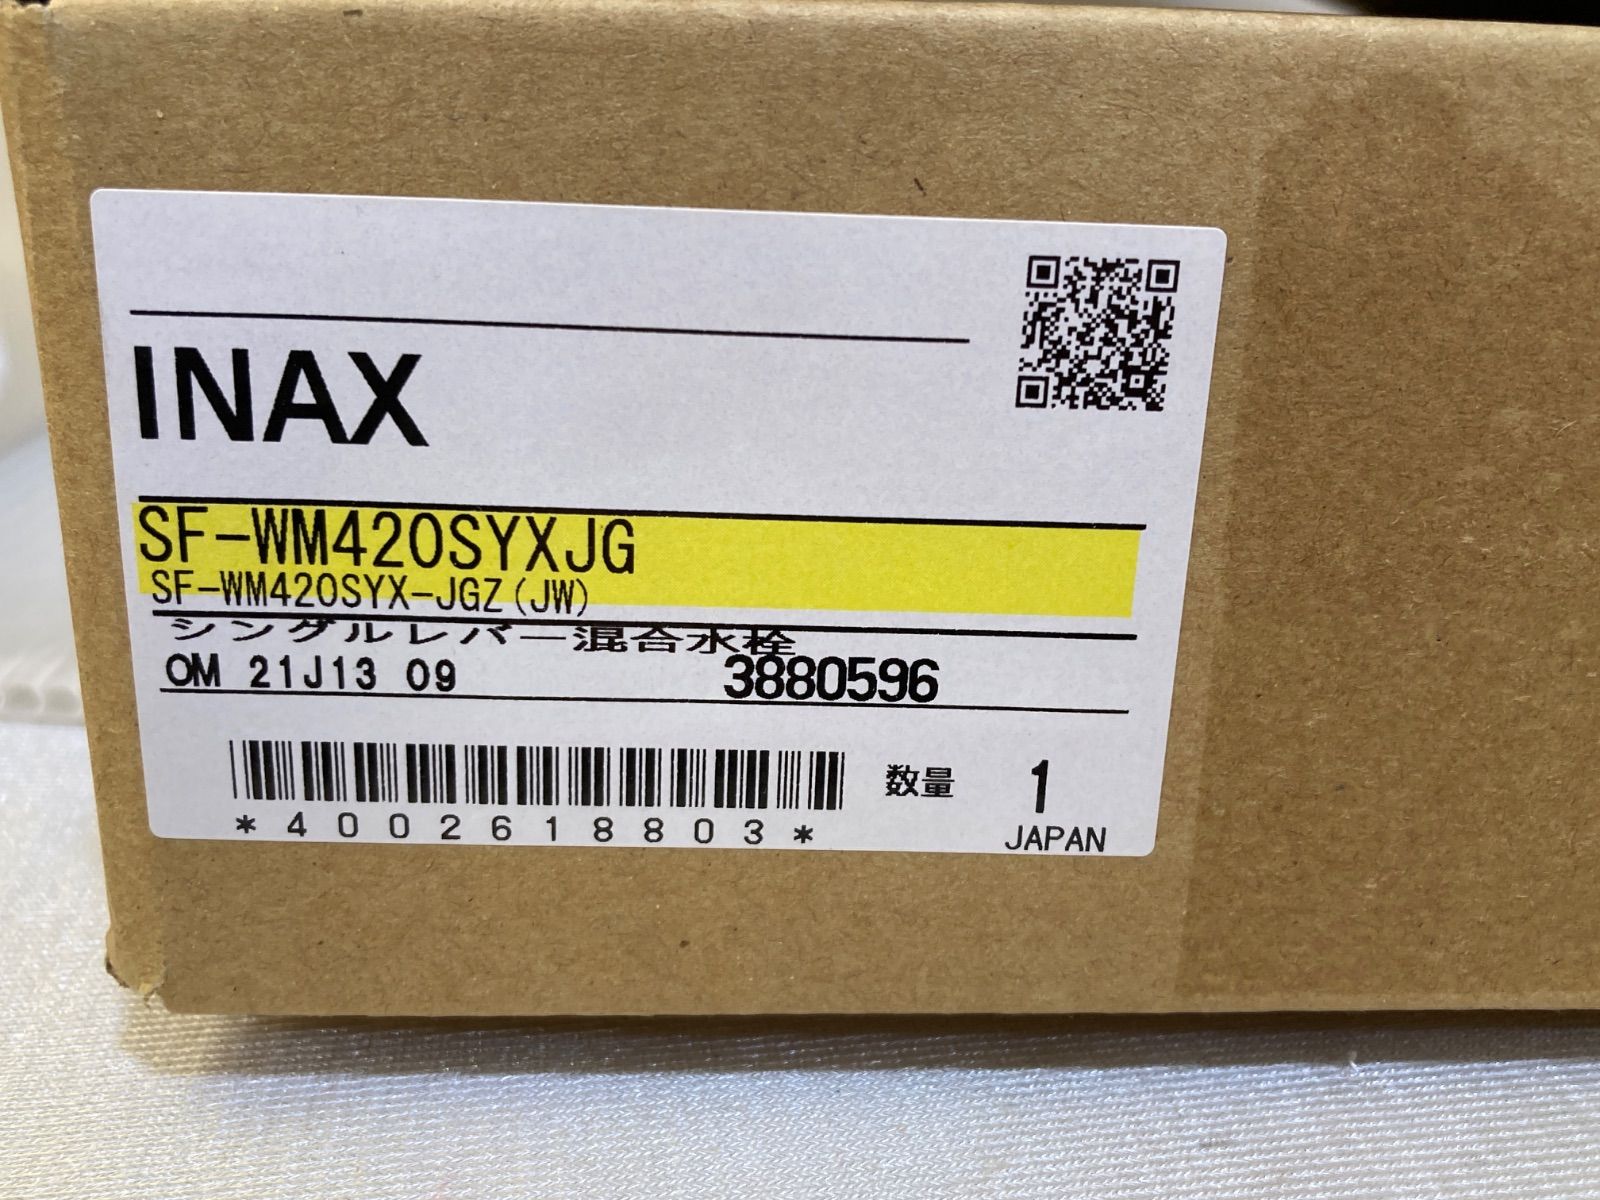 INAX
SF-WM420SYXJG
SF-WM420SYX-JGZ(JW)
シングルレバー混合水栓
OM 21J13 09 3880596
*4002618803*
数量 1
JAPAN